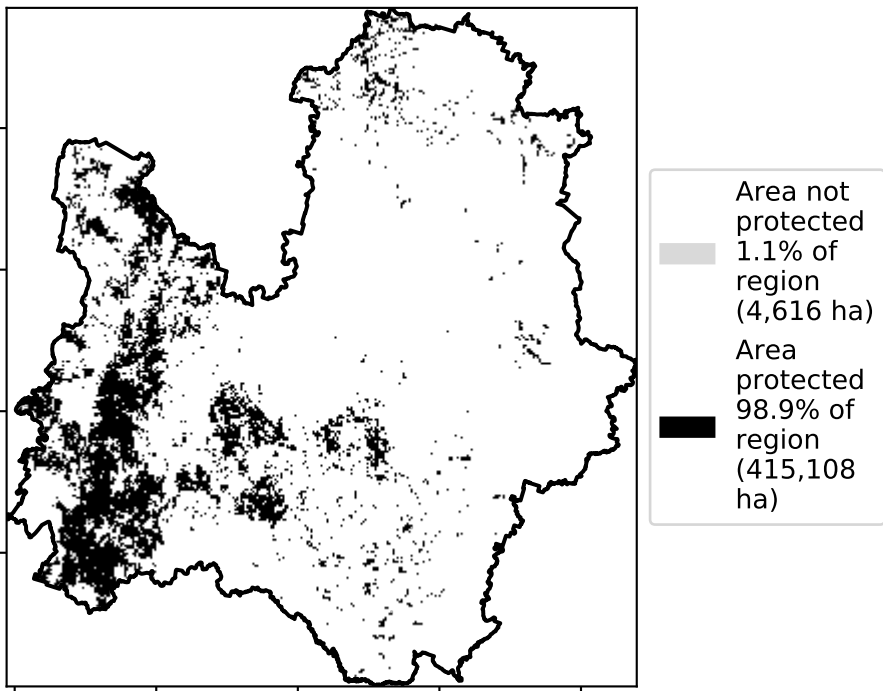 Area not
protected
1.1% of
region
(4,616 ha)
Area
protected
98.9% of
region
(415,108
ha)